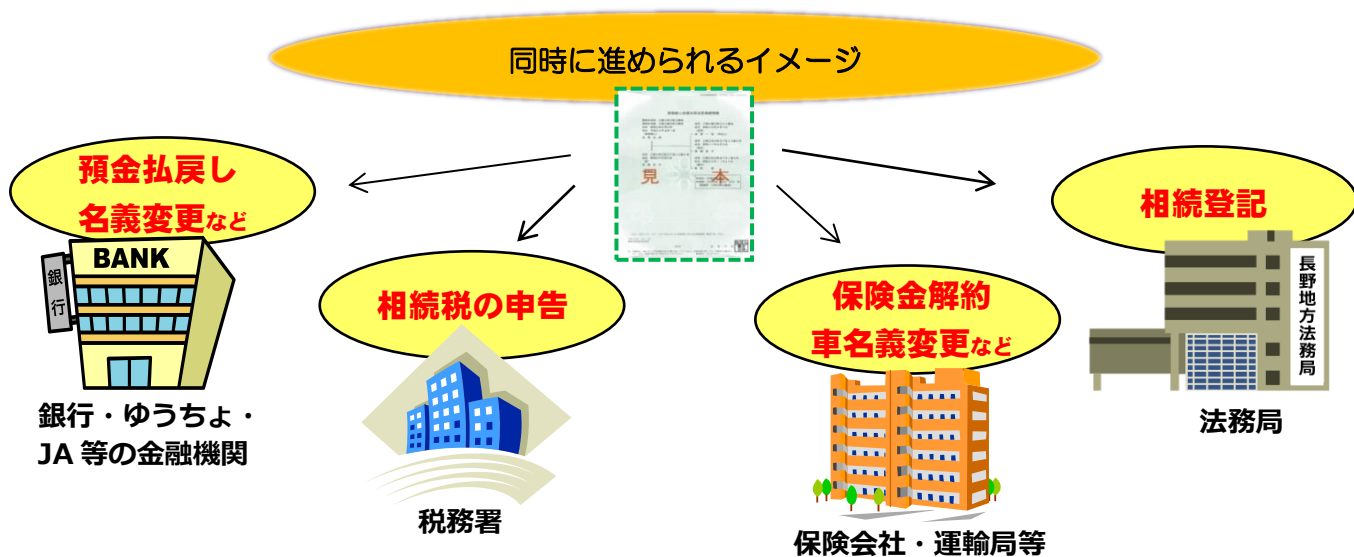 同時に進められるイメージ
見 本
預金払戻し
名義変更など
BANK
銀行
銀行・ゆうちょ・
JA 等の金融機関
相続税の申告
税務署
保険金解約
車名義変更など
保険会社・運輸局等
相続登記
長野地方法務局
法務局